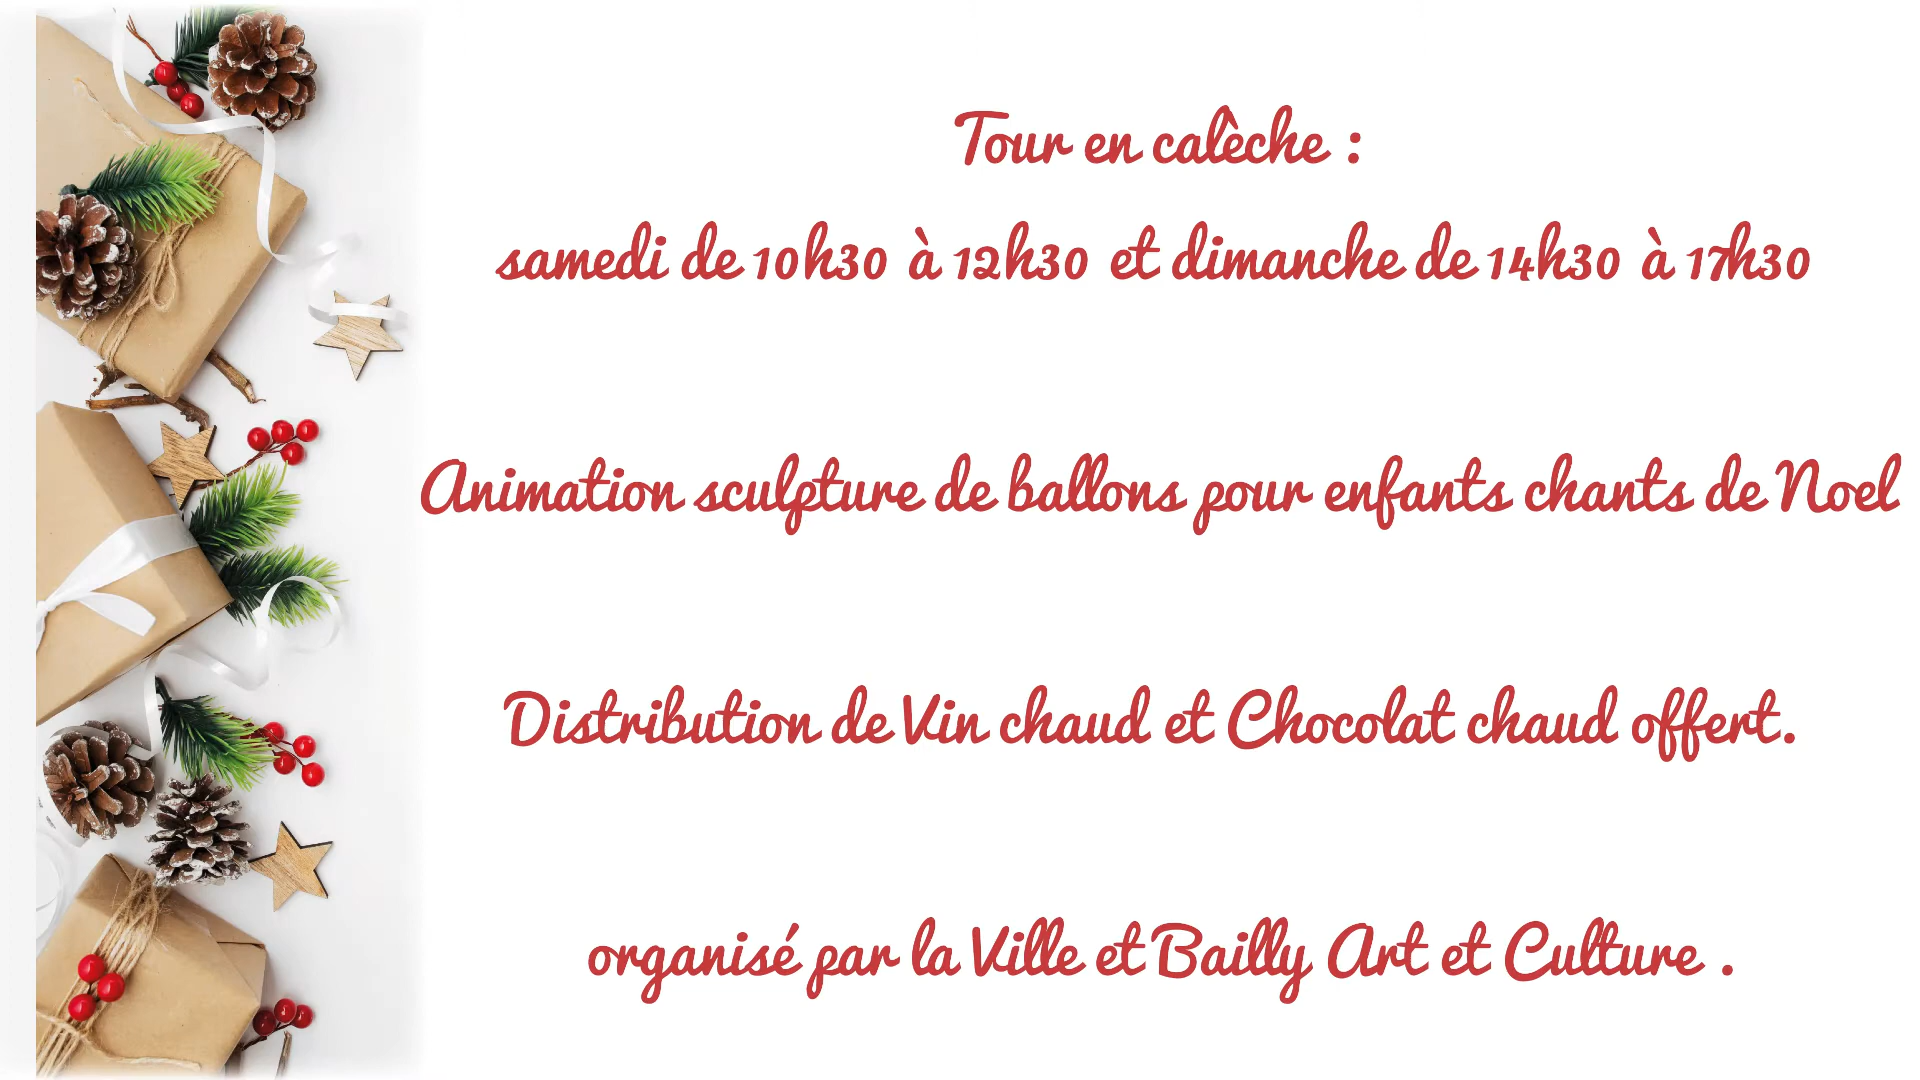 Tour en calèche :
samedi de 10h30 à 12h30 et dimanche de 14h30 à 17h30
Animation sculpture de ballons pour enfants chants de Noel
Distribution de Vin chaud et Chocolat chaud offert.
organisé par la Ville et Bailly Art et Culture .